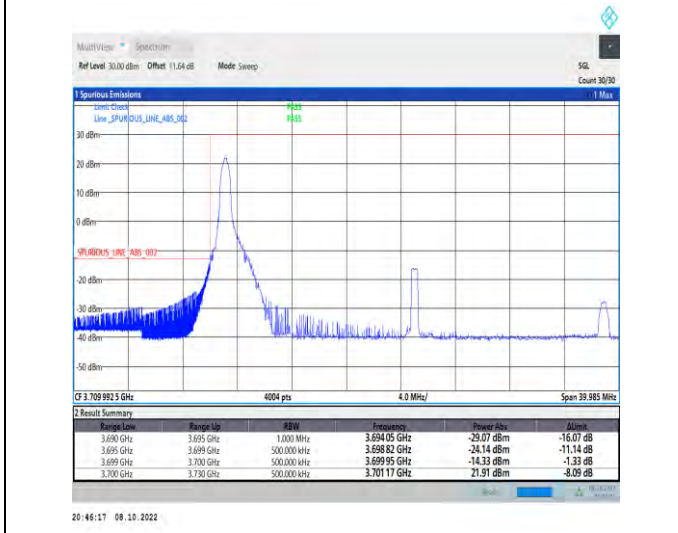 MultiView Spectrum
Ref Level 30.00 dBm Offset 11.64 dB Mode Sweep SGL
Count 30/30
1 Spurious Emissions 1 Max
Limit Check PASS
Line _SPURIOUS_LINE_ABS_002 PASS
30 dBm
20 dBm
10 dBm
0 dBm
_SPURIOUS_LINE_ABS_002
-20 dBm
-30 dBm
-40 dBm
-50 dBm
CF 3.709 992 5 GHz 4004 pts 4.0 MHz/ Span 39.985 MHz
2 Result Summary
Range Low Range Up RBW Frequency Power Abs ΔLimit
3.690 GHz 3.695 GHz 1.000 MHz 3.694 05 GHz -29.07 dBm -16.07 dB
3.695 GHz 3.699 GHz 500.000 kHz 3.698 82 GHz -24.14 dBm -11.14 dB
3.699 GHz 3.700 GHz 500.000 kHz 3.699 95 GHz -14.33 dBm -1.33 dB
3.700 GHz 3.730 GHz 500.000 kHz 3.701 17 GHz 21.91 dBm -8.09 dB
20:46:17 08.10.2022